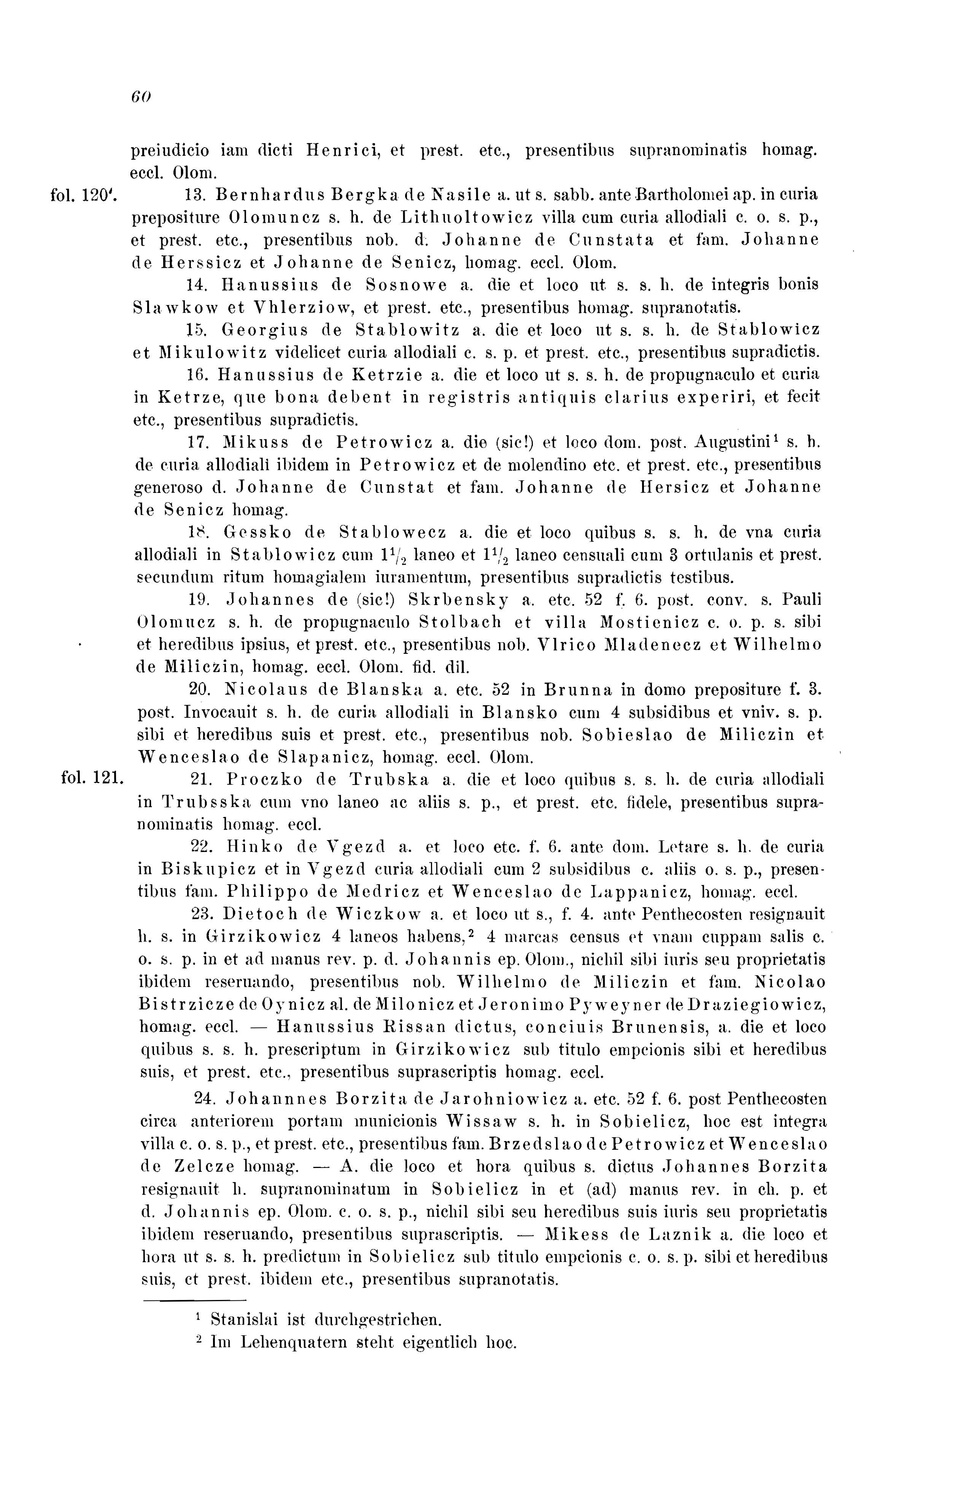 60
preiudicio iam dicti Henrici, et prest. etc., presentibus supranominatis homag.
eccl. Olom.
fol. 120'. 13. Bernhardus Bergka de Nasile a. ut s. sabb. ante Bartholomei ap. in curia
prepositure Olomuncz s. h. de Lithuoltowicz villa cum curia allodiali c. o. s. p.,
et prest. etc., presentibus nob. d. Johanne de Cunstata et fam. Johanne
de Herssicz et Johanne de Senicz, homag. eccl. Olom.
14. Hanussius de Sosnowe a. die et loco ut s. s. h. de integris bonis
Slawkow et Vhlerziow, et prest. etc., presentibus homag. supranotatis.
15. Georgius de Stablowitz a. die et loco ut s. s. h. de Stablowicz
et Mikulowitz videlicet curia allodiali c. s. p. et prest. etc., presentibus supradictis.
16. Hanussius de Ketrzie a. die et loco ut s. s. h. de propugnaculo et curia
in Ketrze, que bona debent in registris antiquis clarius experiri, et fecit
etc., presentibus supradictis.
17. Mikuss de Petrowicz a. die (sic!) et loco dom. post. Augustini¹ s. h.
de curia allodiali ibidem in Petrowicz et de molendino etc. et prest. etc., presentibus
generoso d. Johanne de Cunstat et fam. Johanne de Hersicz et Johanne
de Senicz homag.
18. Gessko de Stablowecz a. die et loco quibus s. s. h. de vna curia
allodiali in Stablowicz cum 1¹/₂ laneo et 1¹/₂ laneo censuali cum 3 ortulanis et prest.
secundum ritum homagialem iuramentum, presentibus supradictis testibus.
19. Johannes de (sic!) Skrbensky a. etc. 52 f. 6. post. conv. s. Pauli
Olomucz s. h. de propugnaculo Stolbach et villa Mostienicz c. o. p. s. sibi
et heredibus ipsius, et prest. etc., presentibus nob. Vlrico Mladenecz et Wilhelmo
de Miliczin, homag. eccl. Olom. fid. dil.
20. Nicolaus de Blanska a. etc. 52 in Brunna in domo prepositure f. 3.
post. Invocauit s. h. de curia allodiali in Blansko cum 4 subsidibus et vniv. s. p.
sibi et heredibus suis et prest. etc., presentibus nob. Sobieslao de Miliczin et
Wenceslao de Slapanicz, homag. eccl. Olom.
fol. 121. 21. Proczko de Trubska a. die et loco quibus s. s. h. de curia allodiali
in Trubsska cum vno laneo ac aliis s. p., et prest. etc. fidele, presentibus supra-
nominatis homag. eccl.
22. Hinko de Vgezd a. et loco etc. f. 6. ante dom. Letare s. h. de curia
in Biskupicz et in Vgezd curia allodiali cum 2 subsidibus c. aliis o. s. p., presen-
tibus fam. Philippo de Medricz et Wenceslao de Lappanicz, homag. eccl.
23. Dietoch de Wiczkow a. et loco ut s., f. 4. ante Penthecosten resignauit
h. s. in Girzikowicz 4 laneos habens,² 4 marcas census et vnam cuppam salis c.
o. s. p. in et ad manus rev. p. d. Johannis ep. Olom., nichil sibi iuris seu proprietatis
ibidem reseruando, presentibus nob. Wilhelmo de Miliczin et fam. Nicolao
Bistrzicze de Oynicz al. de Milonicz et Jeronimo Pyweyner de Draziegiowicz,
homag. eccl. — Hanussius Rissan dictus, conciuis Brunensis, a. die et loco
quibus s. s. h. prescriptum in Girzikowicz sub titulo empcionis sibi et heredibus
suis, et prest. etc., presentibus suprascriptis homag. eccl.
24. Johannnes Borzita de Jarohniowicz a. etc. 52 f. 6. post Penthecosten
circa anteriorem portam municionis Wissaw s. h. in Sobielicz, hoc est integra
villa c. o. s. p., et prest. etc., presentibus fam. Brzedslao de Petrowicz et Wenceslao
de Zelcze homag. — A. die loco et hora quibus s. dictus Johannes Borzita
resignauit h. supranominatum in Sobielicz in et (ad) manus rev. in ch. p. et
d. Johannis ep. Olom. c. o. s. p., nichil sibi seu heredibus suis iuris seu proprietatis
ibidem reseruando, presentibus suprascriptis. — Mikess de Laznik a. die loco et
hora ut s. s. h. predictum in Sobielicz sub titulo empcionis c. o. s. p. sibi et heredibus
suis, et prest. ibidem etc., presentibus supranotatis.
¹ Stanislai ist durchgestrichen.
² Im Lehenquatern steht eigentlich hoc.